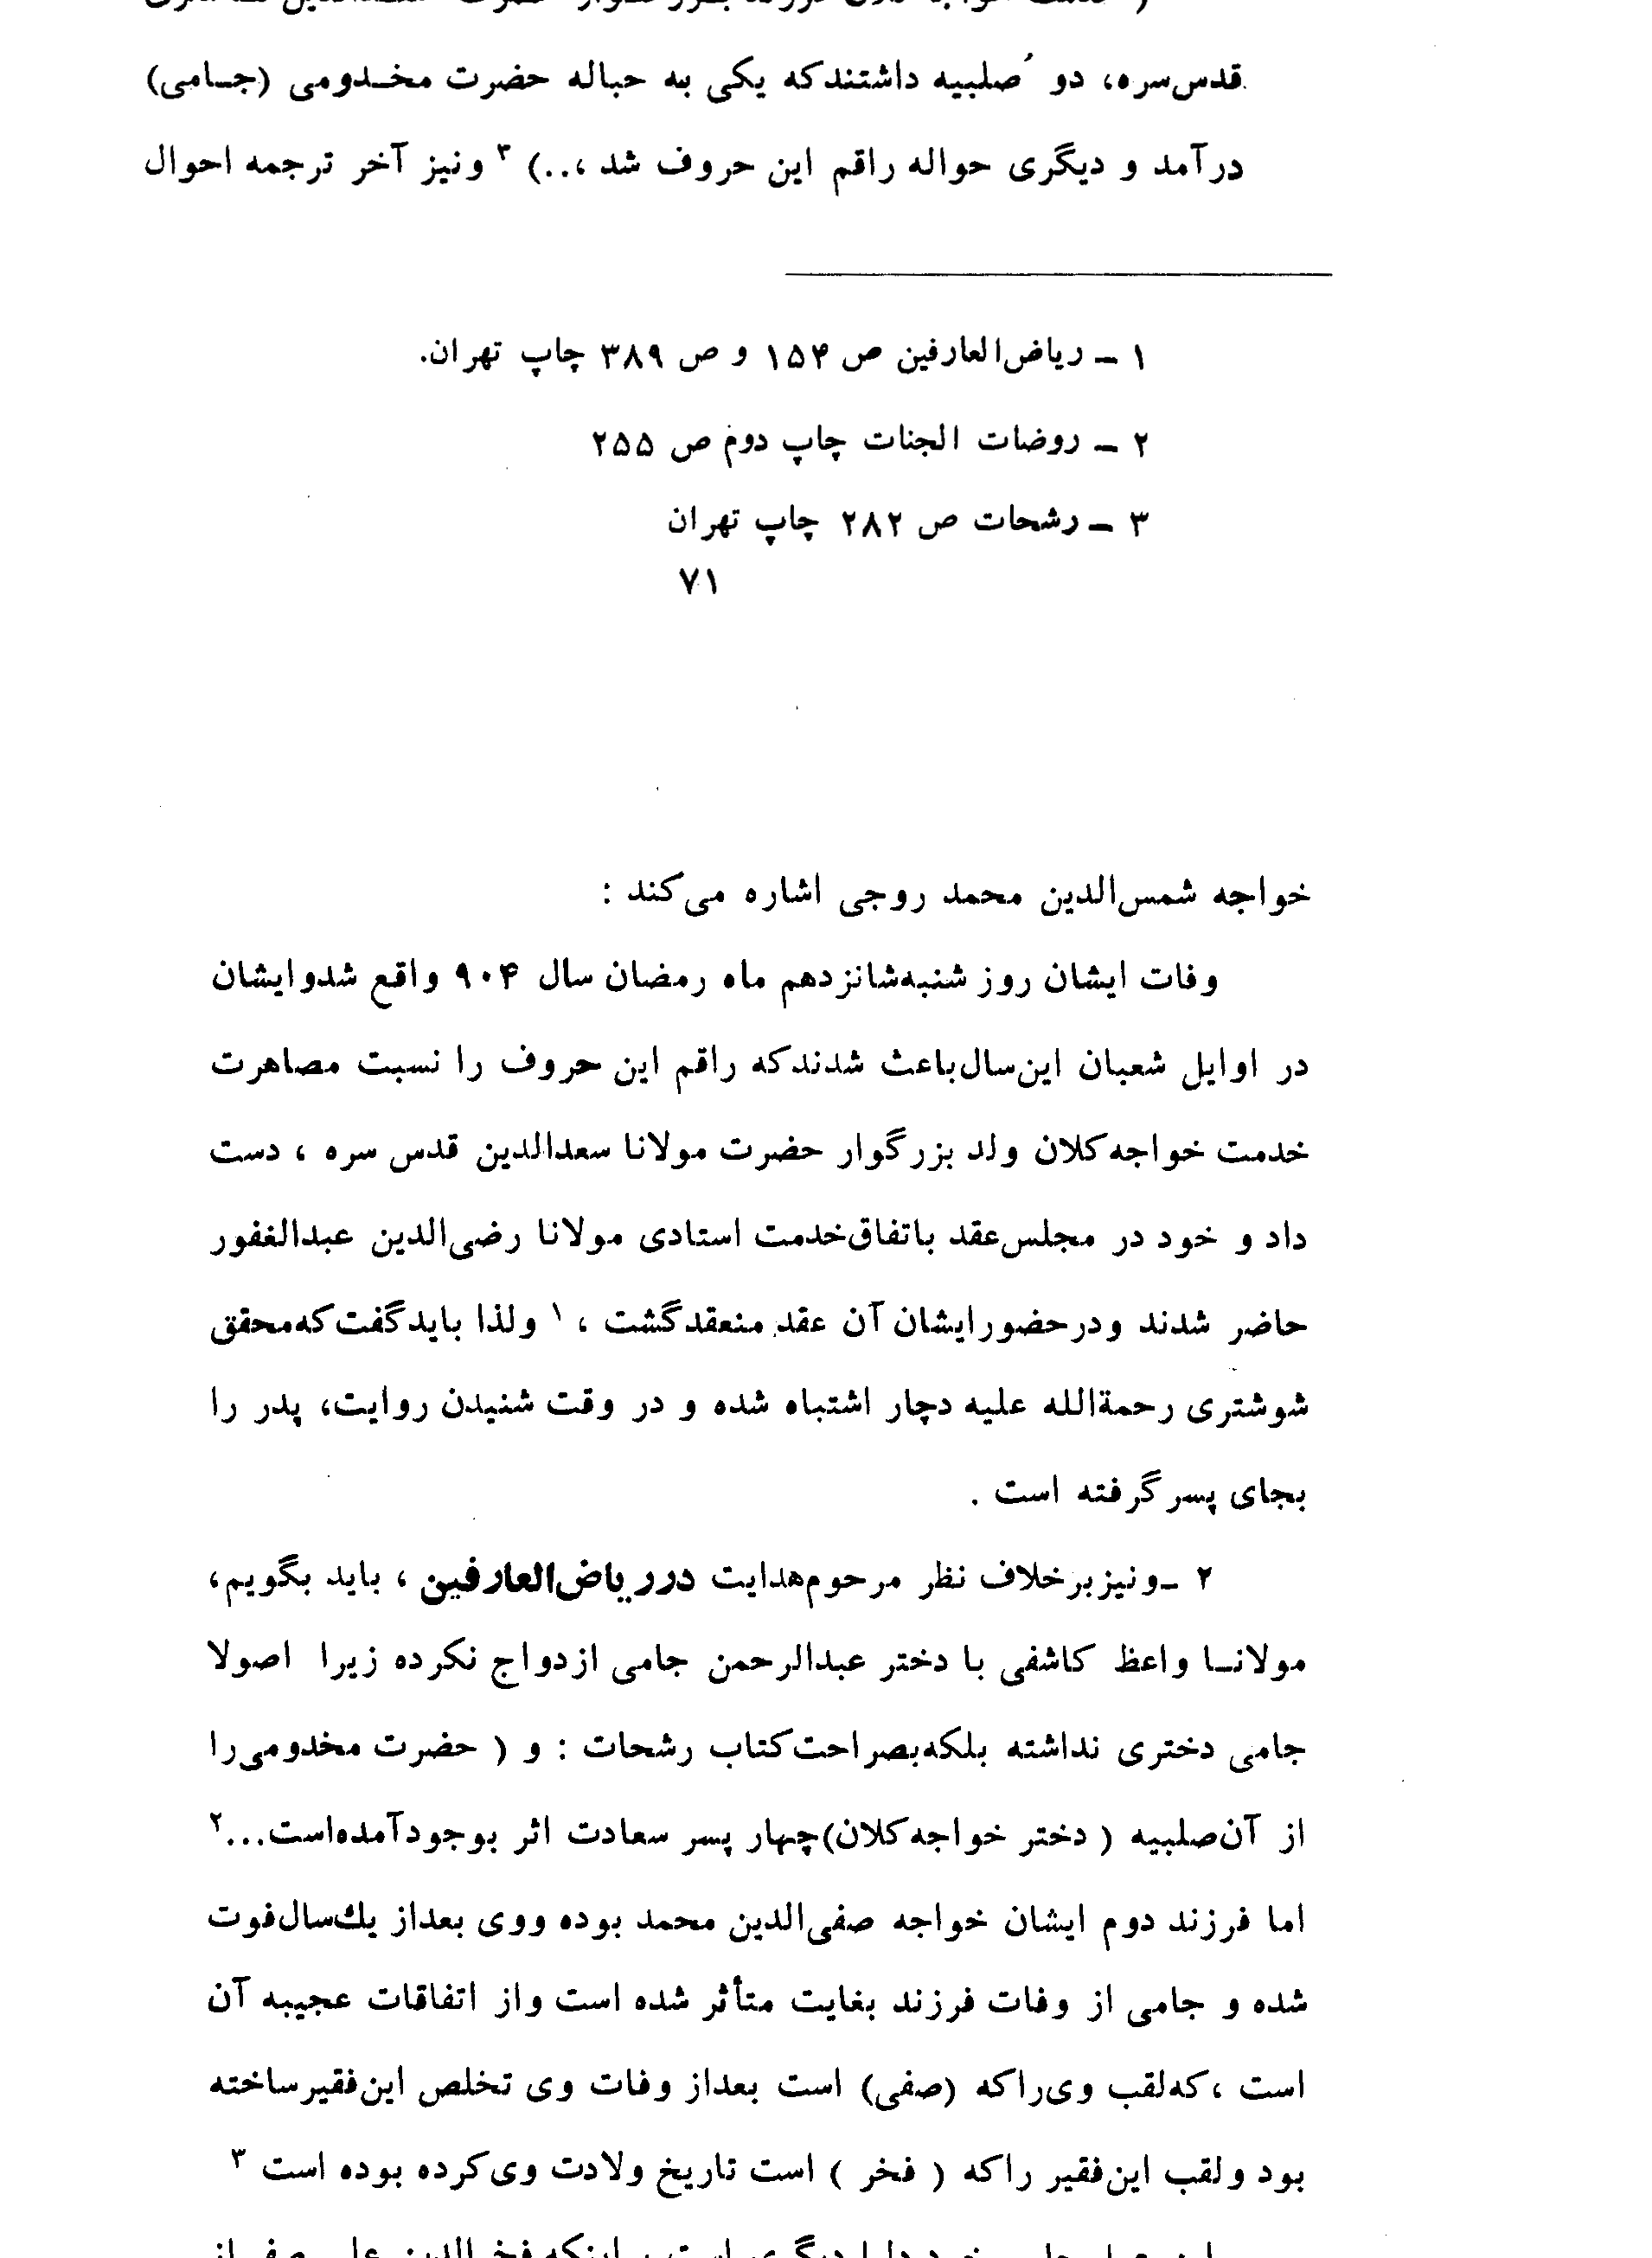 قدس‌سره، دو ُصلبیه داشتندکه یکی به حباله حضرت مخـدومی (جـامی)
درآمد و دیگری حواله راقم این حروف شد ،..) ۳ ونیز آخر ترجمه احوال
۱ – ریاض‌العارفین ص ۱۵۴ و ص ۳۸۹ چاپ تهران.
۲ – روضات الجنات چاپ دوم ص ۲۵۵
۳ – رشحات ص ۲۸۲ چاپ تهران
۷۱
خواجه شمس‌الدین محمد روجی اشاره می‌کند :
وفات ایشان روز شنبه‌شانزدهم ماه رمضان سال ۹۰۴ واقع شدوایشان
در اوایل شعبان این‌سال‌باعث شدندکه راقم این حروف را نسبت مصاهرت
خدمت خواجه‌کلان ولد بزرگوار حضرت مولانا سعدالدین قدس سره ، دست
داد و خود در مجلس‌عقد باتفاق‌خدمت استادی مولانا رضی‌الدین عبدالغفور
حاضر شدند ودرحضورایشان آن عقد منعقدگشت ، ۱ ولذا بایدگفت‌که‌محقق
شوشتری رحمةالله علیه دچار اشتباه شده و در وقت شنیدن روایت، پدر را
بجای پسرگرفته است .
۲ –ونیزبرخلاف نظر مرحوم‌هدایت درریاض‌العارفین ، باید بگویم،
مولانـا واعظ کاشفی با دختر عبدالرحمن جامی ازدواج نکرده زیرا اصولا
جامی دختری نداشته بلکه‌بصراحت‌کتاب رشحات : و ( حضرت مخدومی‌را
از آن‌صلبیه ( دختر خواجه‌کلان)چهار پسر سعادت اثر بوجودآمده‌است...۲
اما فرزند دوم ایشان خواجه صفی‌الدین محمد بوده ووی بعداز یك‌سال‌فوت
شده و جامی از وفات فرزند بغایت متأثر شده است واز اتفاقات عجیبه آن
است ،که‌لقب وی‌راکه (صفی) است بعداز وفات وی تخلص این‌فقیرساخته
بود ولقب این‌فقیر راکه ( فخر ) است تاریخ ولادت وی‌کرده بوده است ۳